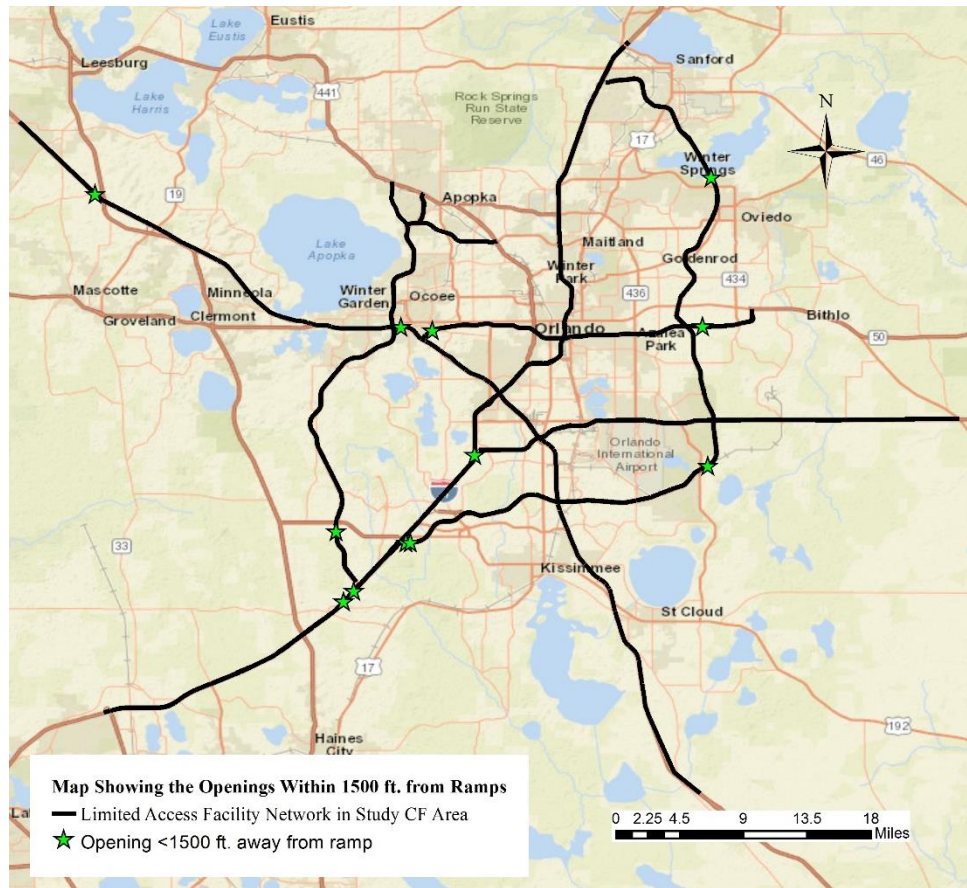 Eustis
Lake
Eustis
Leesburg
Sanford
441
Lake
Harris
Rock Springs
Run State
Reserve
N
17
Winter
Springs
46
19
Apopka
Oviedo
Lake
Apopka
Maitland
Goldenrod
Winter
Park
434
Mascotte
Minneola
Winter
Garden
Ocoee
436
Groveland
Clermont
Orlando
Azalea
Park
Bithlo
50
Orlando
International
Airport
4
33
Kissimmee
St Cloud
17
192
Haines
City
Map Showing the Openings Within 1500 ft. from Ramps
Limited Access Facility Network in Study CF Area
Opening <1500 ft. away from ramp
0 2.25 4.5 9 13.5 18
Miles